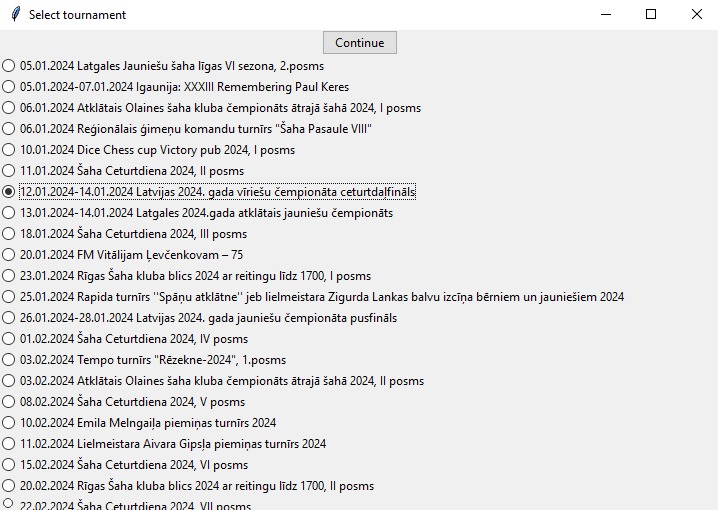 Select tournament
Continue
05.01.2024 Latgales Jauniešu šaha līgas VI sezona, 2.posms
05.01.2024-07.01.2024 Igaunija: XXXIII Remembering Paul Keres
06.01.2024 Atklātais Olaines šaha kluba čempionāts ātrajā šahā 2024, I posms
06.01.2024 Reģionālais ģimeņu komandu turnīrs "Šaha Pasaule VIII"
10.01.2024 Dice Chess cup Victory pub 2024, I posms
11.01.2024 Šaha Ceturtdiena 2024, II posms
12.01.2024-14.01.2024 Latvijas 2024. gada vīriešu čempionāta ceturtdaļfināls
13.01.2024-14.01.2024 Latgales 2024.gada atklātais jauniešu čempionāts
18.01.2024 Šaha Ceturtdiena 2024, III posms
20.01.2024 FM Vitālijam Ļevčenkovam – 75
23.01.2024 Rīgas Šaha kluba blics 2024 ar reitingu līdz 1700, I posms
25.01.2024 Rapida turnīrs ''Spāņu atklātne'' jeb lielmeistara Zigurda Lankas balvu izcīņa bērniem un jauniešiem 2024
26.01.2024-28.01.2024 Latvijas 2024. gada jauniešu čempionāta pusfināls
01.02.2024 Šaha Ceturtdiena 2024, IV posms
03.02.2024 Tempo turnīrs "Rēzekne-2024", 1.posms
03.02.2024 Atklātais Olaines šaha kluba čempionāts ātrajā šahā 2024, II posms
08.02.2024 Šaha Ceturtdiena 2024, V posms
10.02.2024 Emila Melngaiļa piemiņas turnīrs 2024
11.02.2024 Lielmeistara Aivara Gipsļa piemiņas turnīrs 2024
15.02.2024 Šaha Ceturtdiena 2024, VI posms
20.02.2024 Rīgas Šaha kluba blics 2024 ar reitingu līdz 1700, II posms
22.02.2024 Šaha Ceturtdiena 2024, VII posms